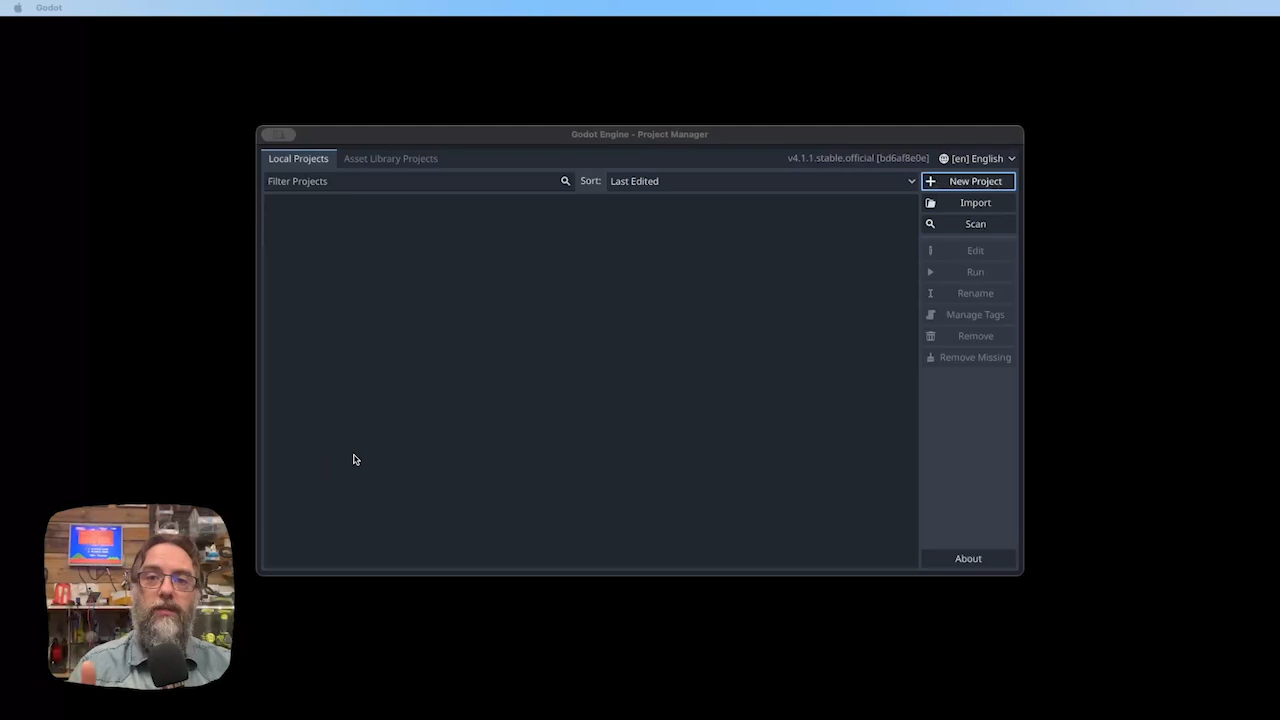 Godot
Godot Engine - Project Manager
Local Projects Asset Library Projects v4.1.1.stable.official [bd6af8e0e] [en] English
Filter Projects Sort: Last Edited New Project
Import
Scan
Edit
Run
Rename
Manage Tags
Remove
Remove Missing
About